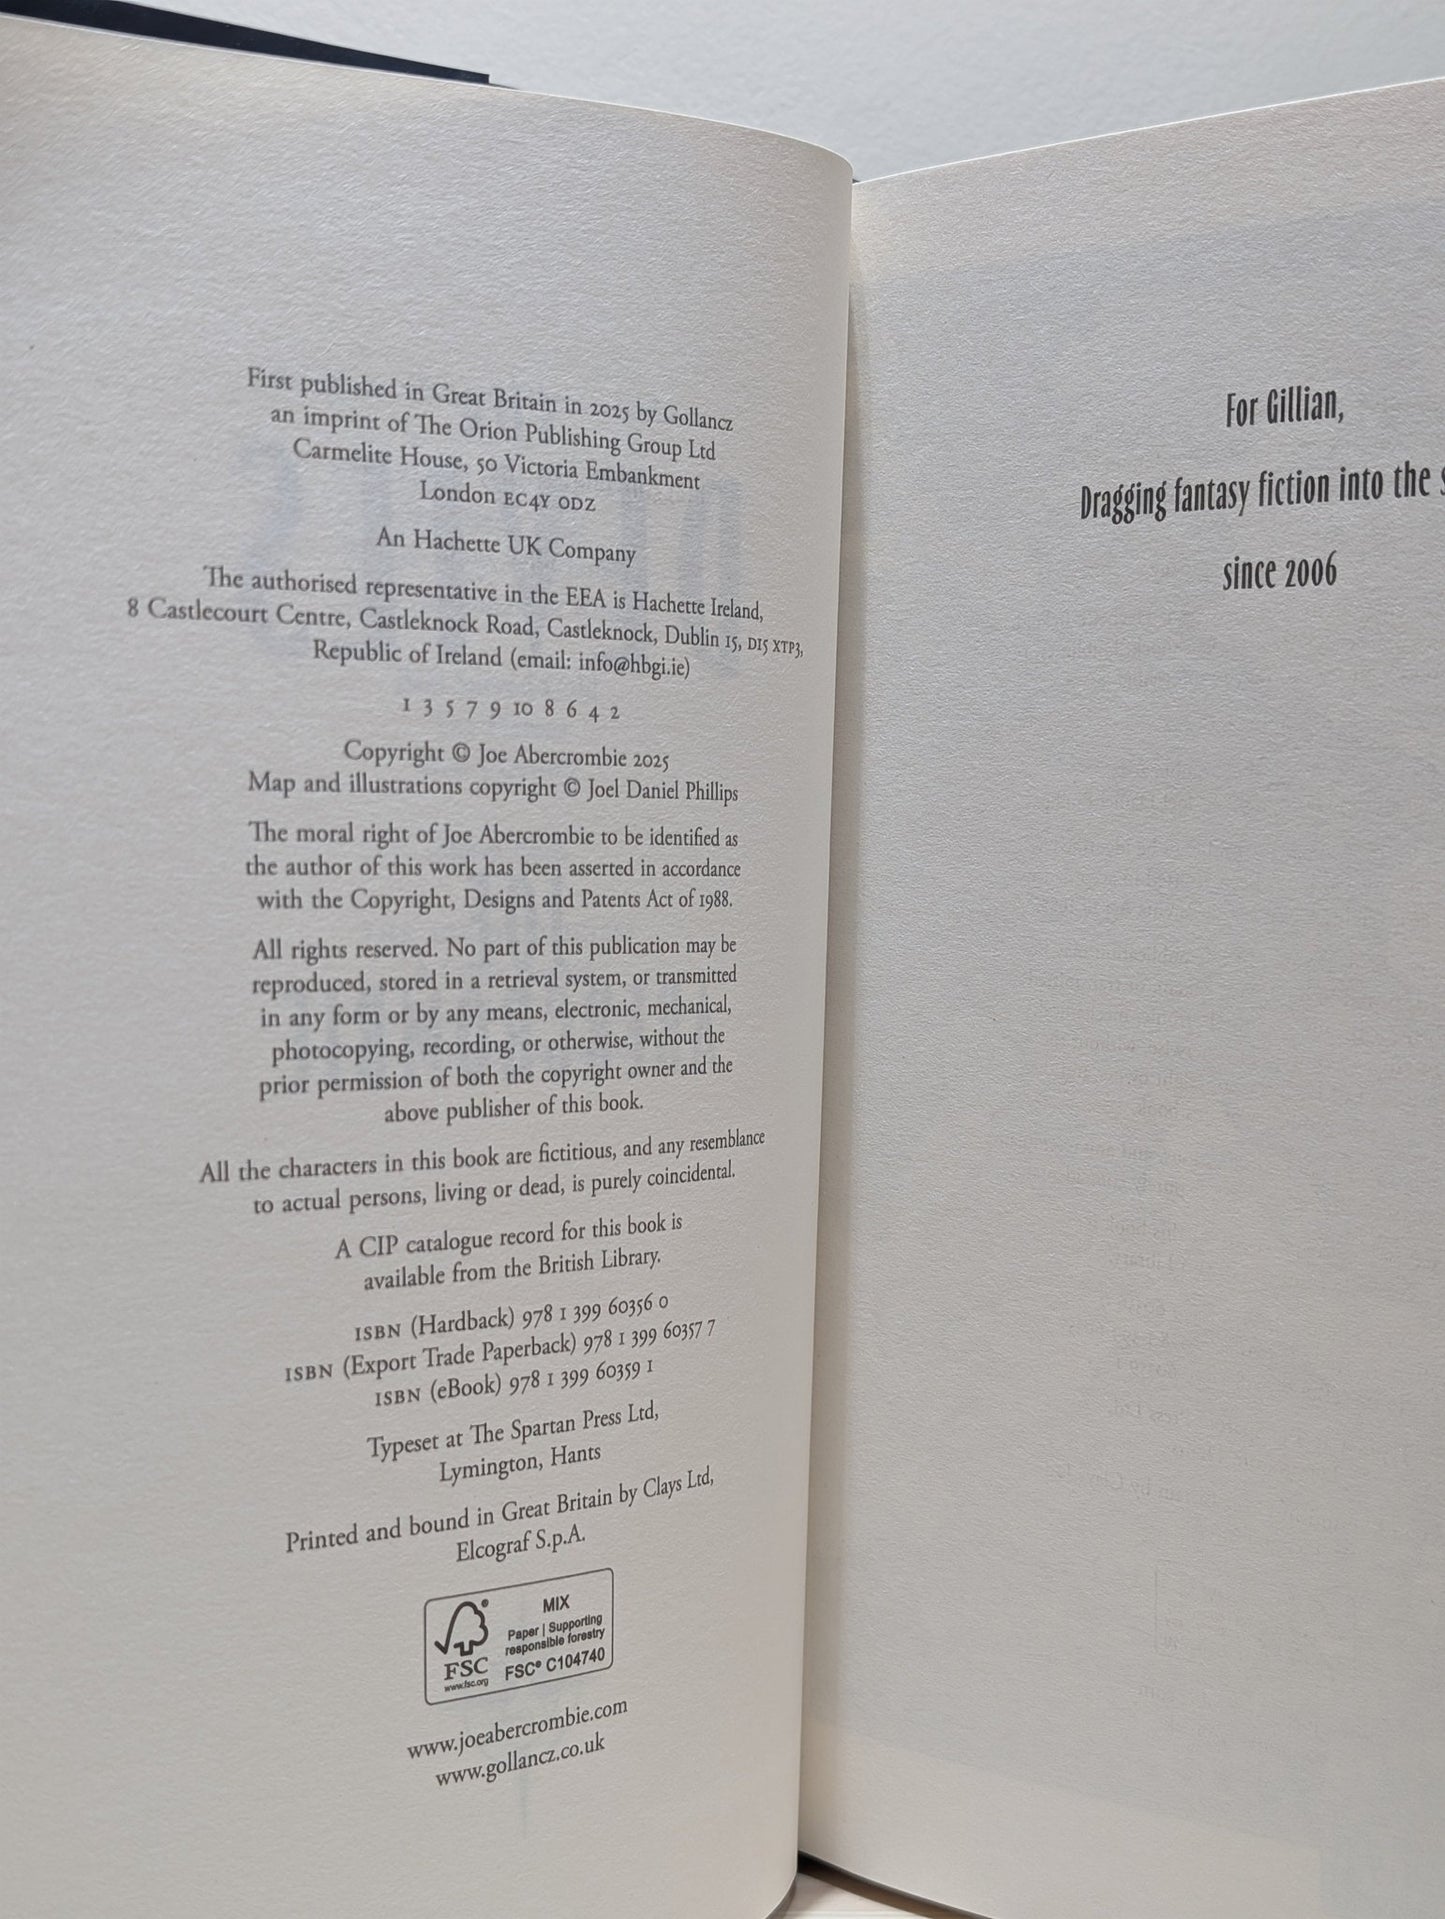 First published in Great Britain in 2025 by Gollancz
an imprint of The Orion Publishing Group Ltd
Carmelite House, 50 Victoria Embankment
London EC4Y 0DZ
An Hachette UK Company
The authorised representative in the EEA is Hachette Ireland,
8 Castlecourt Centre, Castleknock Road, Castleknock, Dublin 15, D15 XTP3,
Republic of Ireland (email: info@hbgi.ie)
1 3 5 7 9 10 8 6 4 2
Copyright © Joe Abercrombie 2025
Map and illustrations copyright © Joel Daniel Phillips
The moral right of Joe Abercrombie to be identified as
the author of this work has been asserted in accordance
with the Copyright, Designs and Patents Act of 1988.
All rights reserved. No part of this publication may be
reproduced, stored in a retrieval system, or transmitted
in any form or by any means, electronic, mechanical,
photocopying, recording, or otherwise, without the
prior permission of both the copyright owner and the
above publisher of this book.
All the characters in this book are fictitious, and any resemblance
to actual persons, living or dead, is purely coincidental.
A CIP catalogue record for this book is
available from the British Library.
ISBN (Hardback) 978 1 399 60356 0
ISBN (Export Trade Paperback) 978 1 399 60357 7
ISBN (eBook) 978 1 399 60359 1
Typeset at The Spartan Press Ltd,
Lymington, Hants
Printed and bound in Great Britain by Clays Ltd,
Elcograf S.p.A.
FSC
www.fsc.org
MIX
Paper | Supporting
responsible forestry
FSC® C104740
www.joeabercrombie.com
www.gollancz.co.uk
For Gillian,
Dragging fantasy fiction into the
since 2006